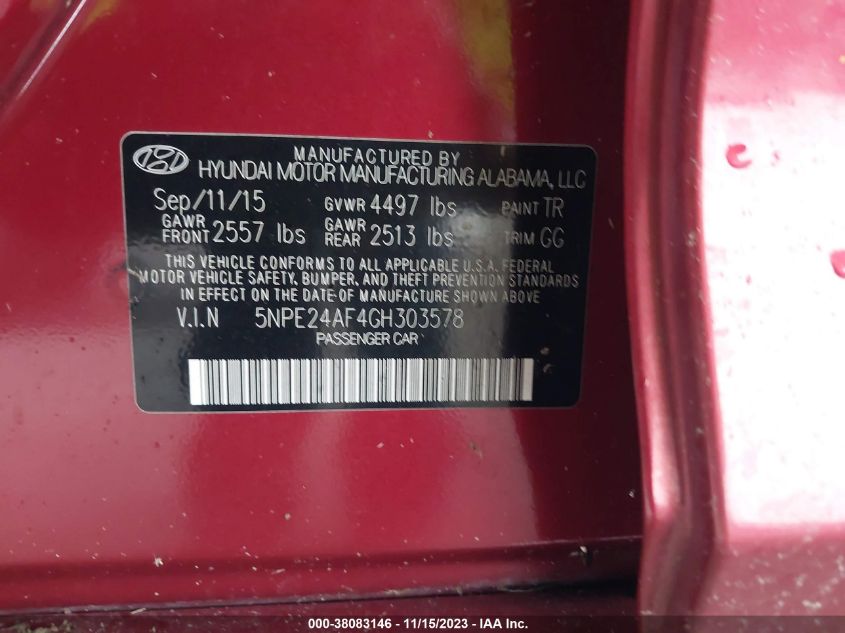 MANUFACTURED BY
HYUNDAI MOTOR MANUFACTURING ALABAMA, LLC
Sep/11/15 GVWR 4497 lbs PAINT TR
GAWR FRONT 2557 lbs GAWR REAR 2513 lbs TRIM GG
THIS VEHICLE CONFORMS TO ALL APPLICABLE U.S.A. FEDERAL
MOTOR VEHICLE SAFETY, BUMPER, AND THEFT PREVENTION STANDARDS
IN EFFECT ON THE DATE OF MANUFACTURE SHOWN ABOVE
V.I.N 5NPE24AF4GH303578
PASSENGER CAR
000-38083146 - 11/15/2023 - IAA Inc.